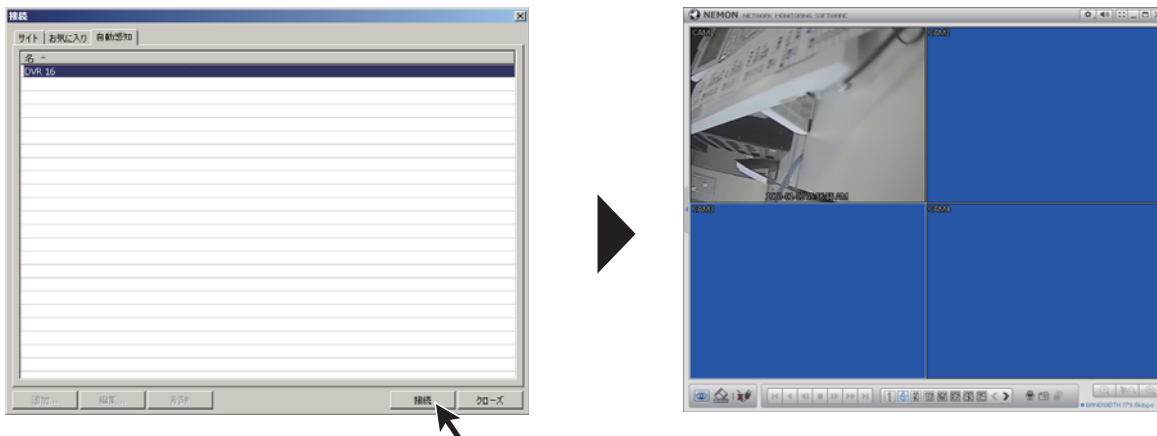 接続
サイト お気に入り 自動感知
名
DVR 16
追加... 編集... 削除 接続 クローズ
NEMON NETWORK MONITORING SOFTWARE
CAM1 CAM2
CAM3 CAM4